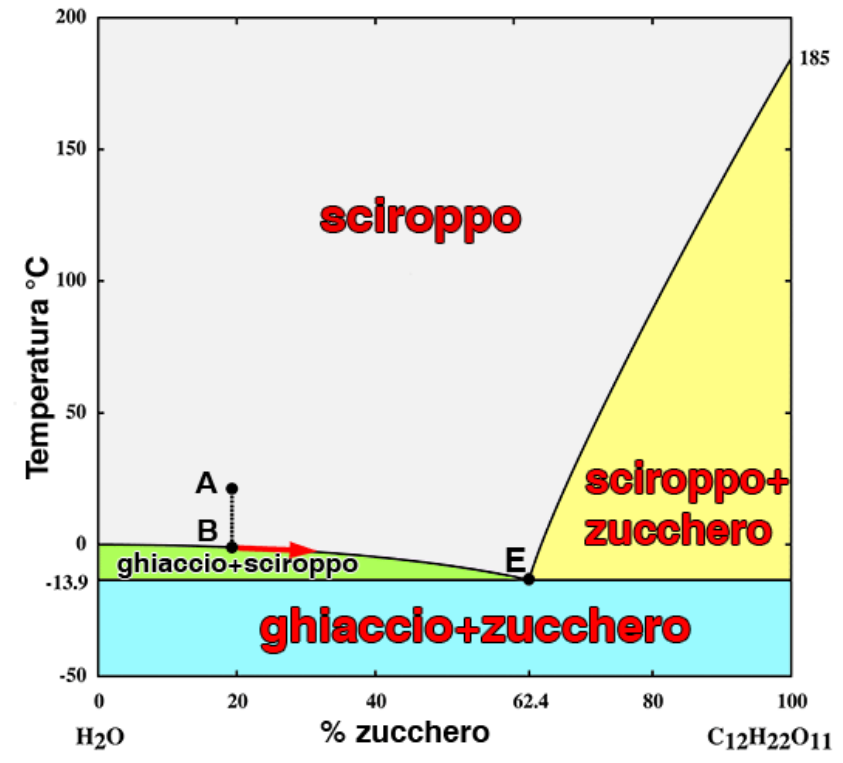 200
185
150
sciroppo
100
Temperatura °C
50
A
sciroppo+
zucchero
B
0
E
ghiaccio+sciroppo
-13.9
ghiaccio+zucchero
-50
0 20 40 62.4 80 100
H2O % zucchero C12H22O11